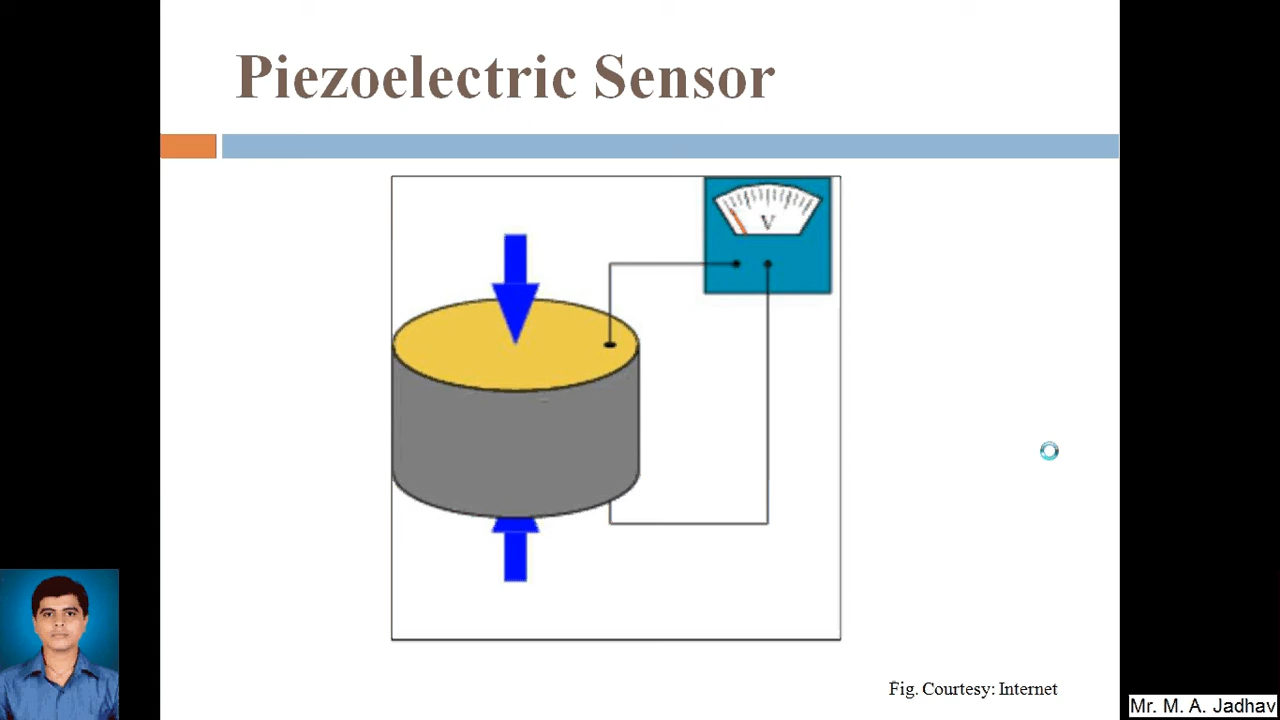 Piezoelectric Sensor
V
Fig. Courtesy: Internet
Mr. M. A. Jadhav